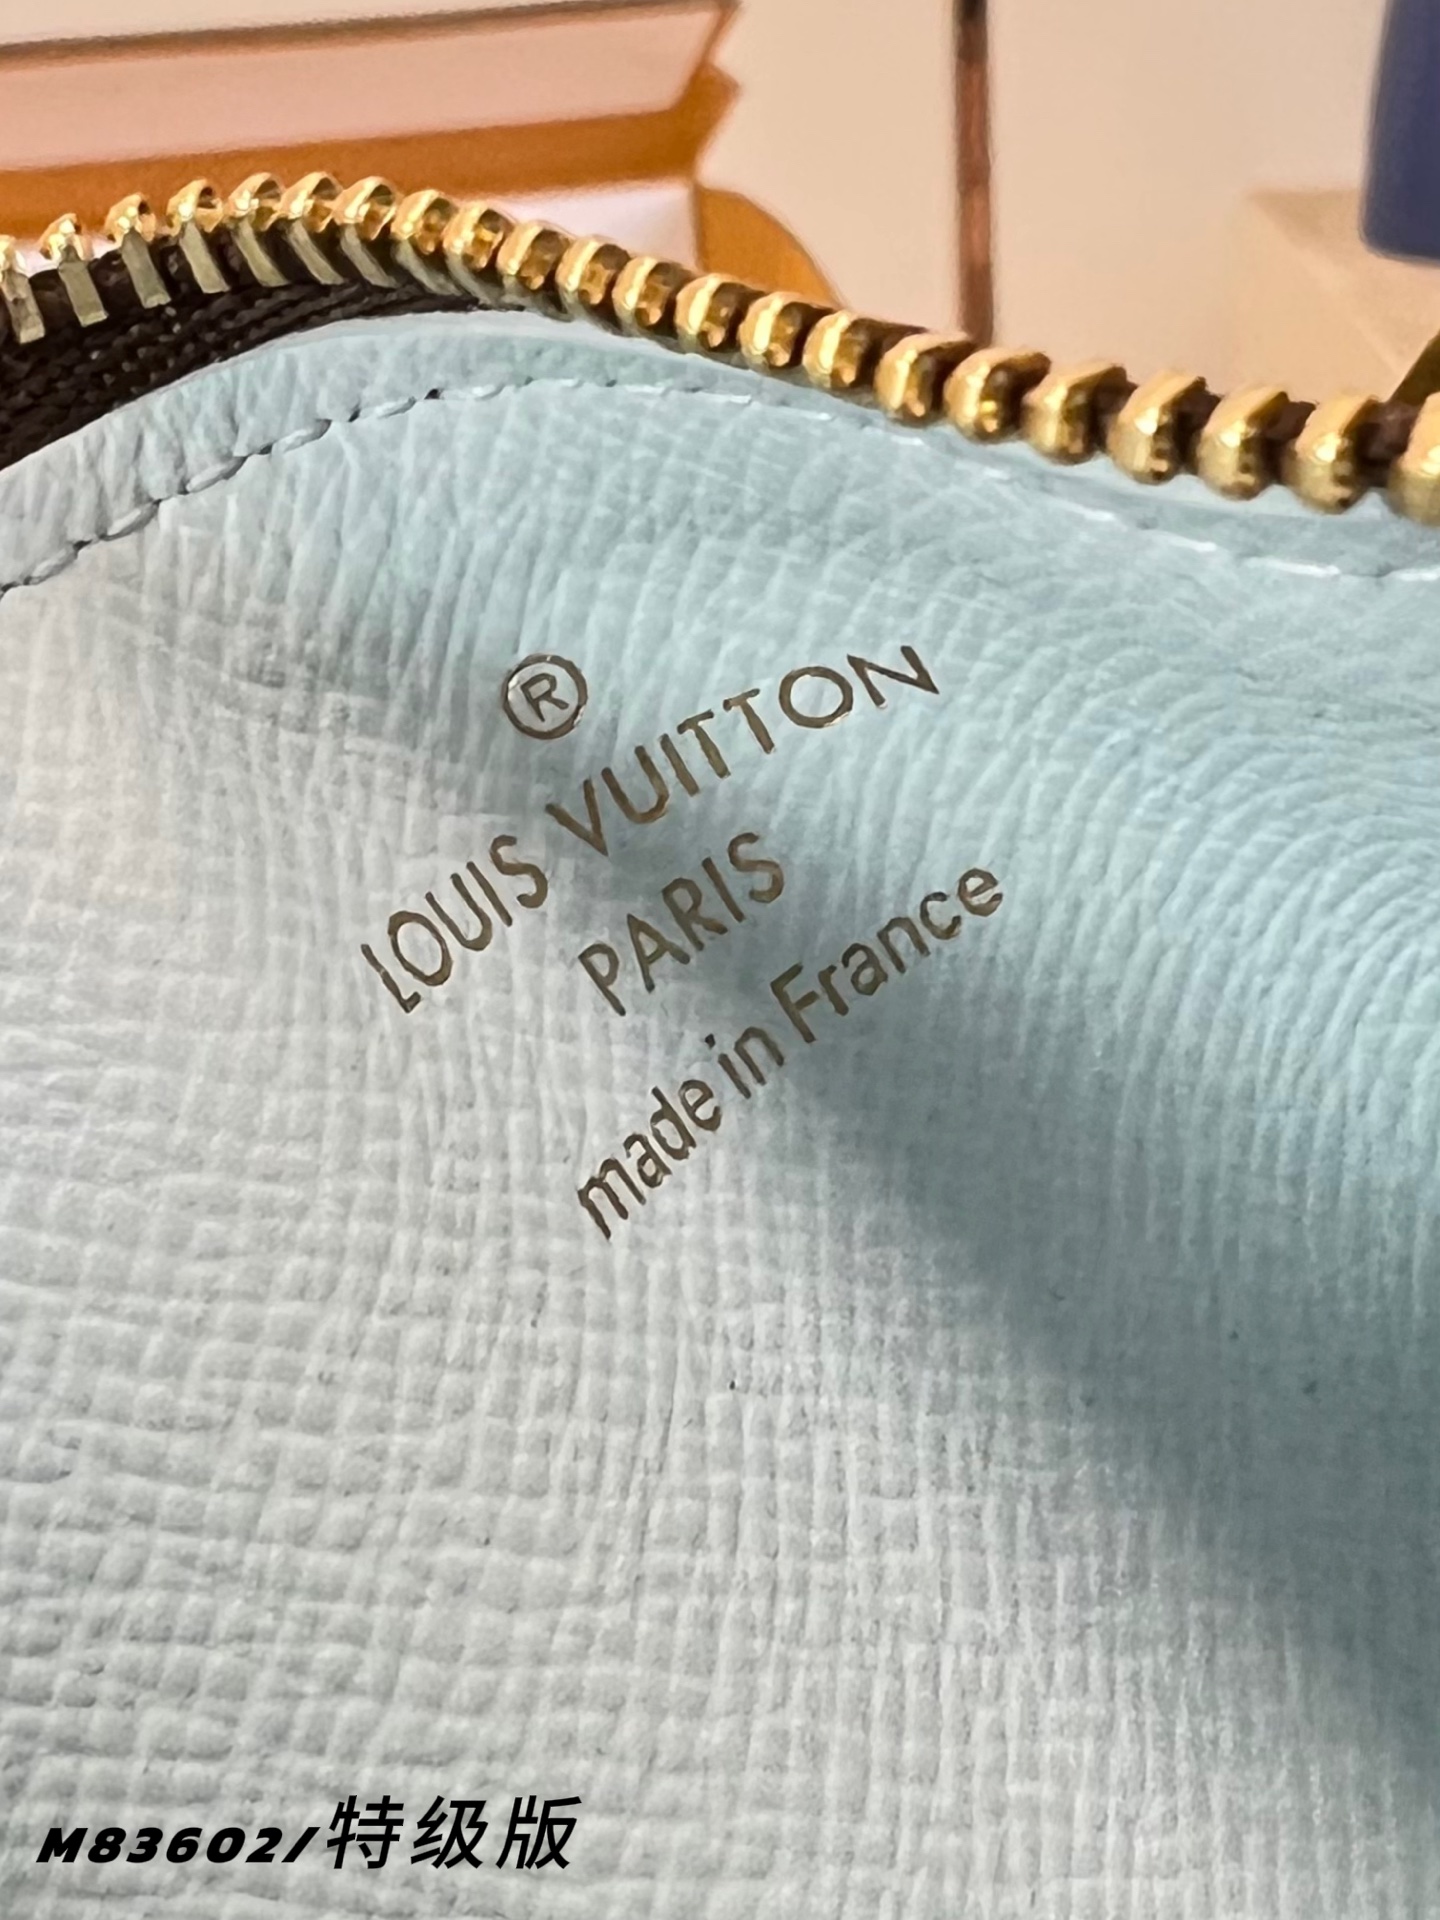 ®
LOUIS VUITTON
PARIS
made in France
M83602/特级版